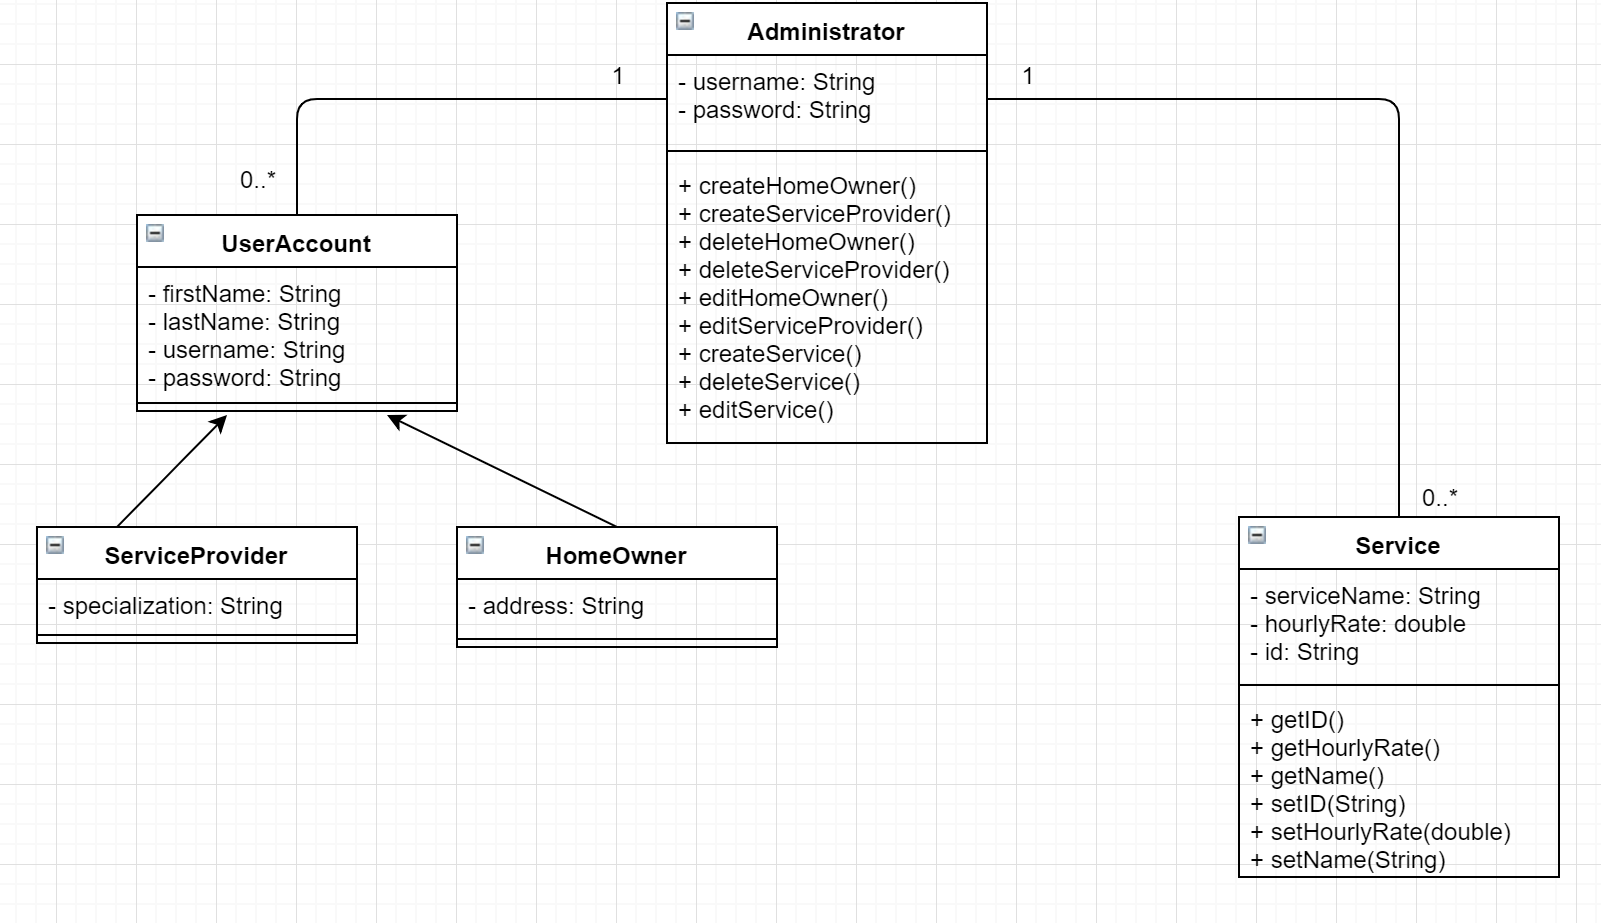 Administrator
- username: String
- password: String
+ createHomeOwner()
+ createServiceProvider()
+ deleteHomeOwner()
+ deleteServiceProvider()
+ editHomeOwner()
+ editServiceProvider()
+ createService()
+ deleteService()
+ editService()
1
1
0..*
UserAccount
- firstName: String
- lastName: String
- username: String
- password: String
ServiceProvider
- specialization: String
HomeOwner
- address: String
0..*
Service
- serviceName: String
- hourlyRate: double
- id: String
+ getID()
+ getHourlyRate()
+ getName()
+ setID(String)
+ setHourlyRate(double)
+ setName(String)